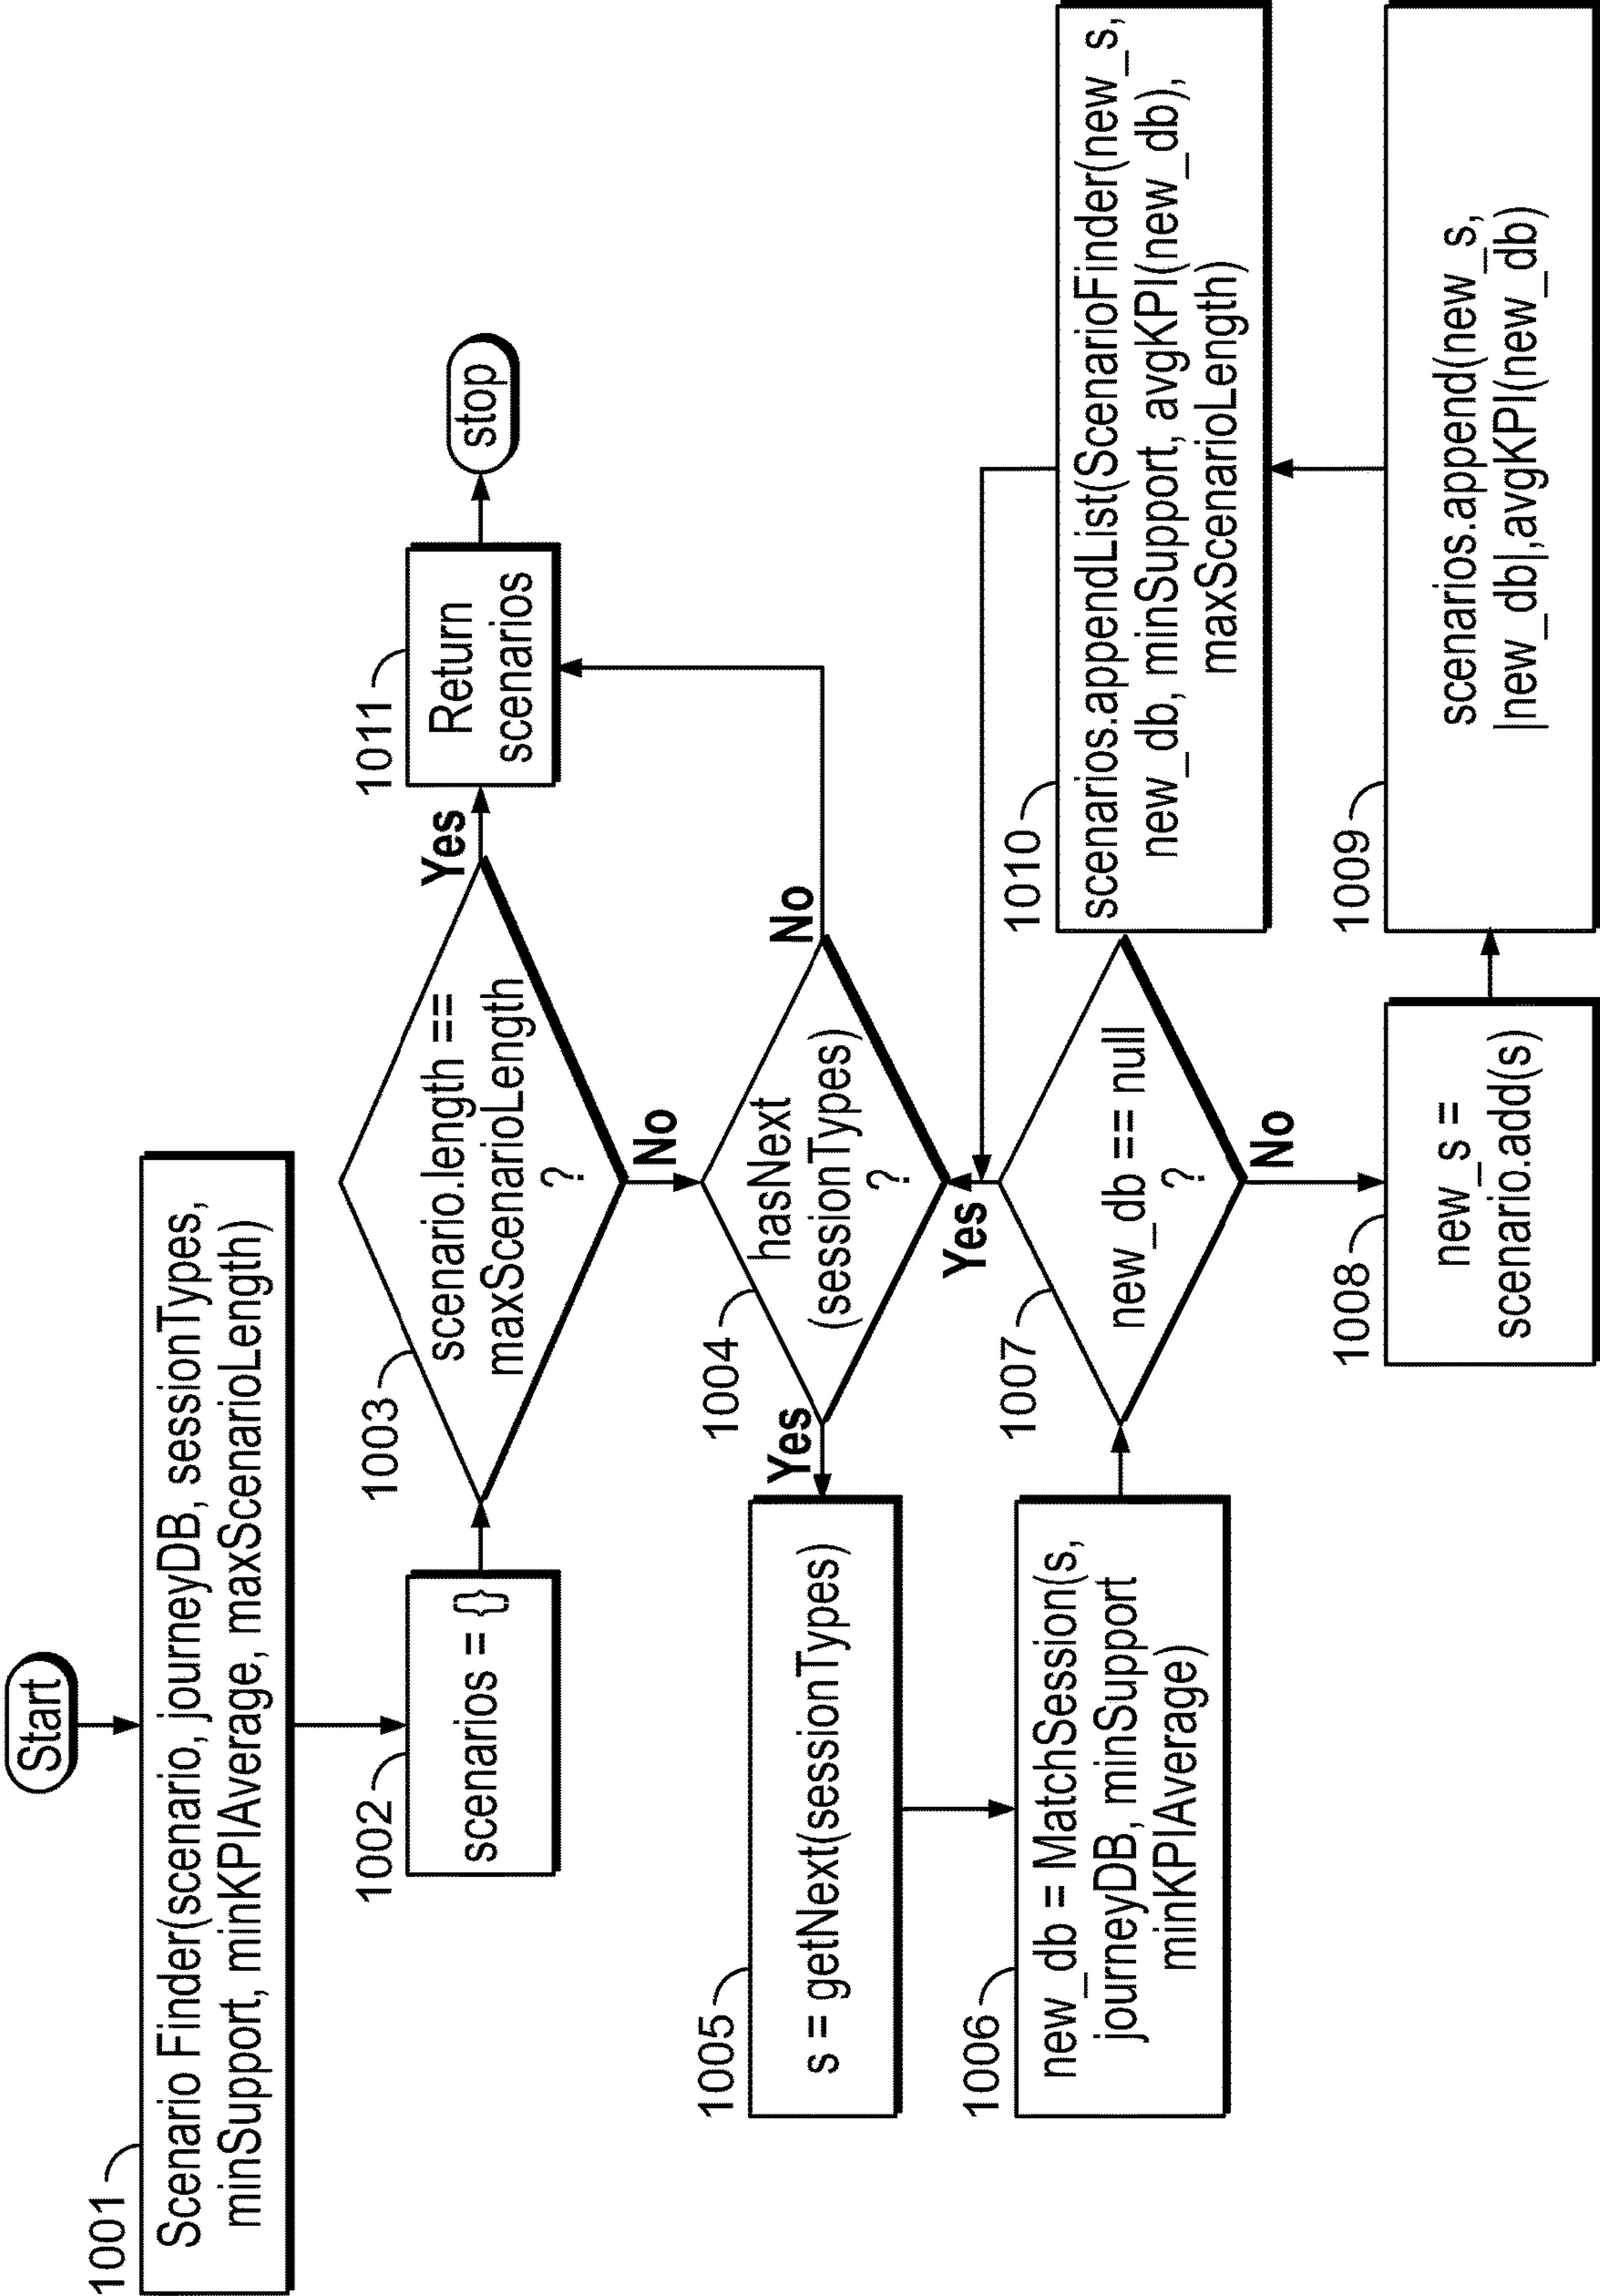 Start
1001
Scenario Finder(scenario, journeyDB, sessionTypes,
minSupport, minKPIAverage, maxScenarioLength)
1002
scenarios = {}
1003
scenario.length ==
maxScenarioLength
?
Yes
No
1011
Return
scenarios
stop
1004
hasNext
(sessionTypes)
?
Yes
No
1005
s = getNext(sessionTypes)
1006
new_db = MatchSession(s,
journeyDB, minSupport
minKPIAverage)
1007
new_db == null
?
Yes
No
1008
new_s =
scenario.add(s)
1009
scenarios.append(new_s,
|new_db|,avgKPI(new_db)
1010
scenarios.appendList(ScenarioFinder(new_s,
new_db, minSupport, avgKPI(new_db),
maxScenarioLength)